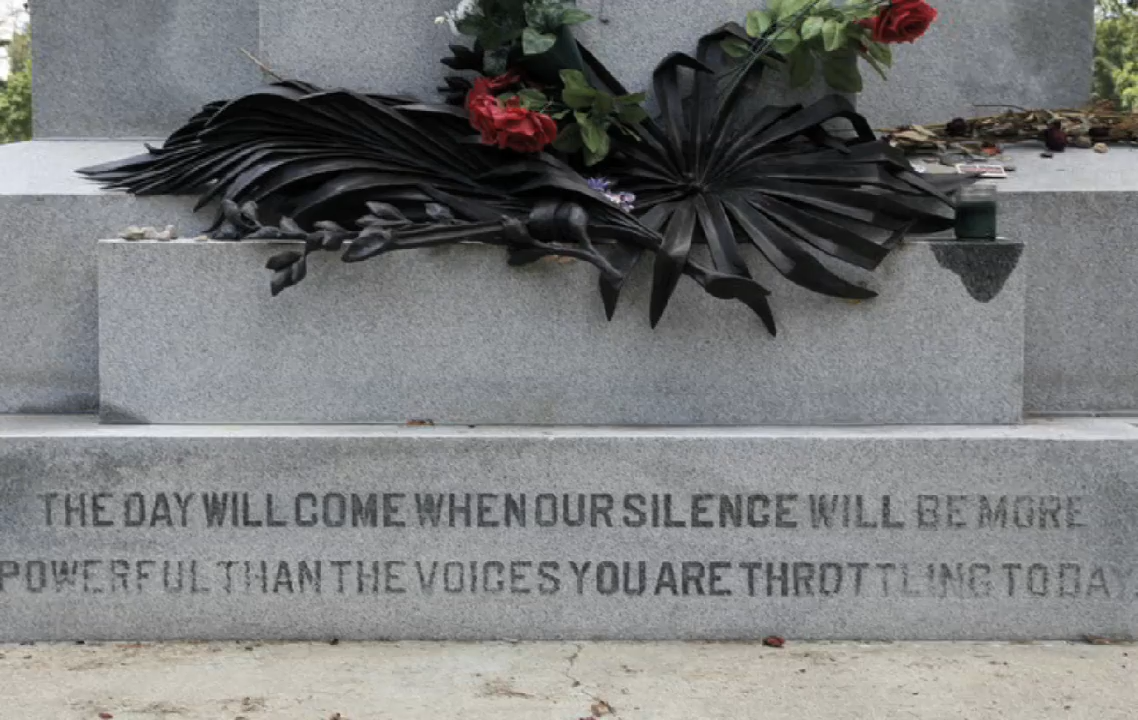 THE DAY WILL COME WHEN OUR SILENCE WILL BE MORE
POWERFUL THAN THE VOICES YOU ARE THROTTLING TODAY